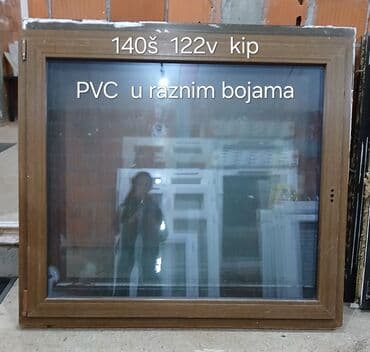 140š 122v kip
PVC u raznim bojama